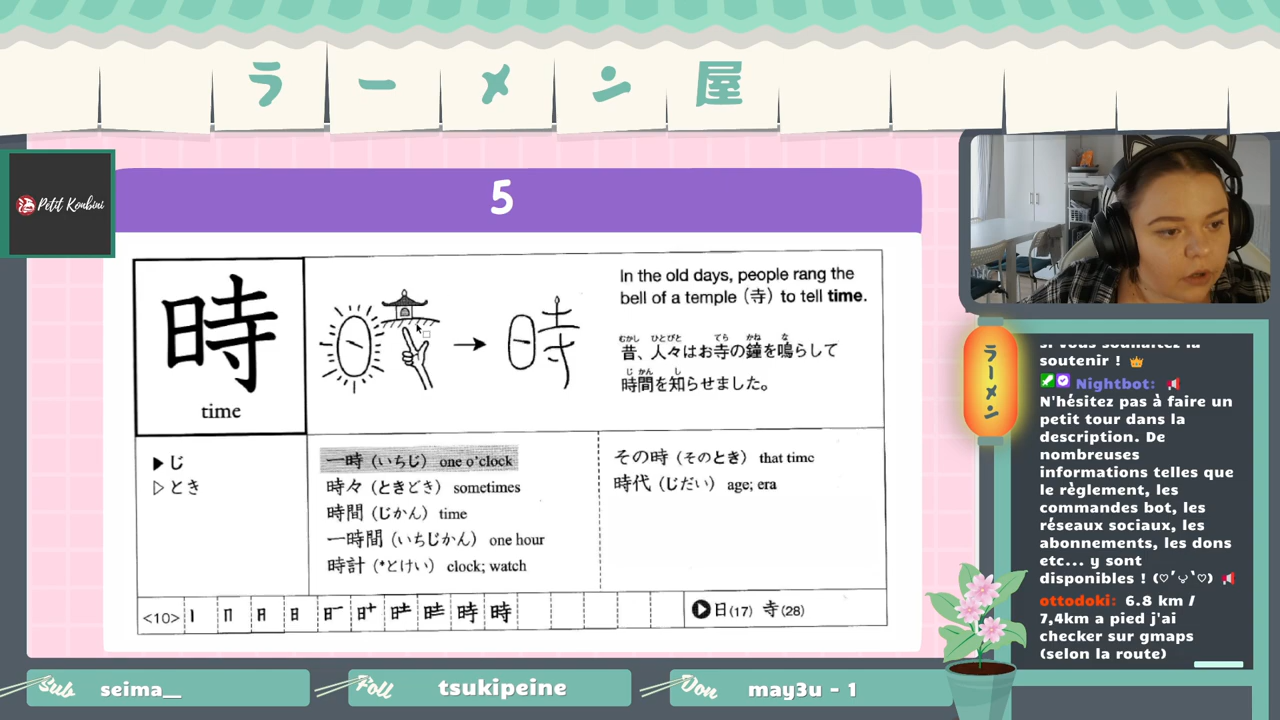 ラーメン屋
Petit Konbini
5
時
time
In the old days, people rang the
bell of a temple (寺) to tell time.
むかし ひとびと てら かね な
昔、人々はお寺の鐘を鳴らして
じ かん し
時間を知らせました。
▶ じ
▷ とき
一時 (いちじ) one o'clock
時々 (ときどき) sometimes
時間 (じかん) time
一時間 (いちじかん) one hour
時計 (*とけい) clock; watch
その時 (そのとき) that time
時代 (じだい) age; era
<10>
時 時
日(17) 寺(28)
ラーメン
si vous souhaitez la
soutenir !
Nightbot:
N'hésitez pas à faire un
petit tour dans la
description. De
nombreuses
informations telles que
le règlement, les
commandes bot, les
réseaux sociaux, les
abonnements, les dons
etc... y sont
disponibles ! (♡´౪`♡)
ottodoki: 6.8 km /
7,4km a pied j'ai
checker sur gmaps
(selon la route)
Sub seima__
Foll tsukipeine
Don may3u - 1